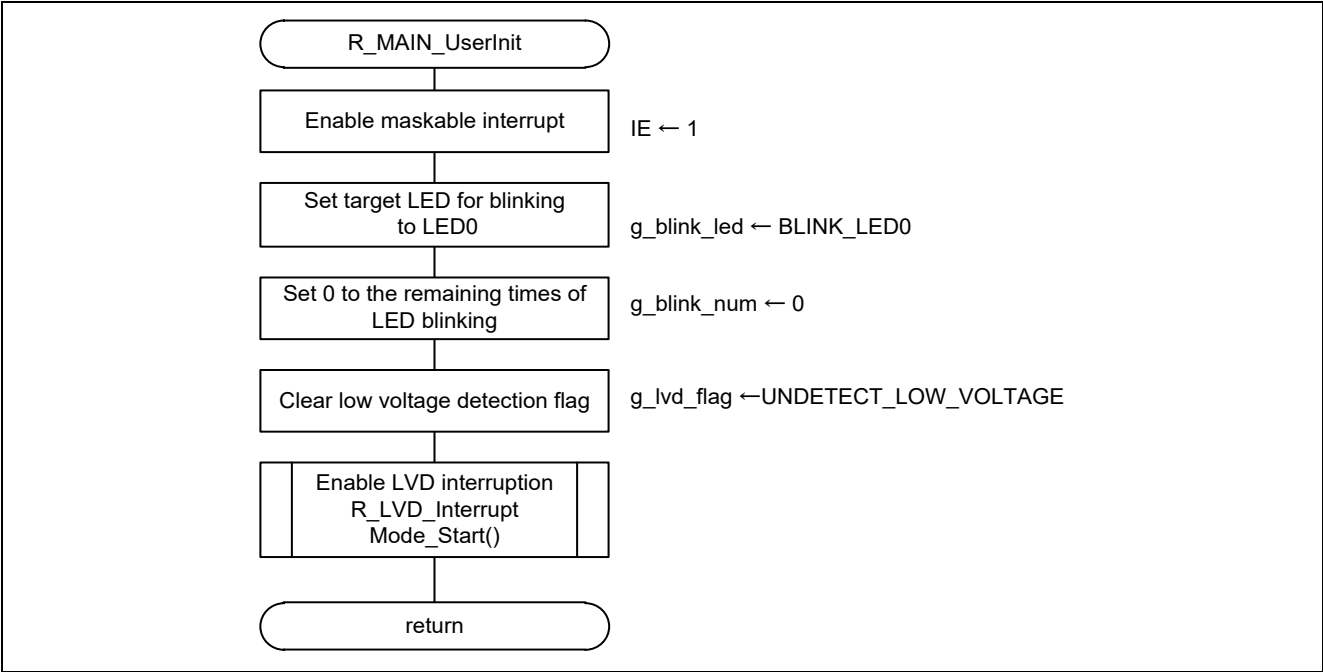 R_MAIN_UserInit
Enable maskable interrupt
IE ← 1
Set target LED for blinking
to LED0
g_blink_led ← BLINK_LED0
Set 0 to the remaining times of
LED blinking
g_blink_num ← 0
Clear low voltage detection flag
g_lvd_flag ←UNDETECT_LOW_VOLTAGE
Enable LVD interruption
R_LVD_Interrupt
Mode_Start()
return